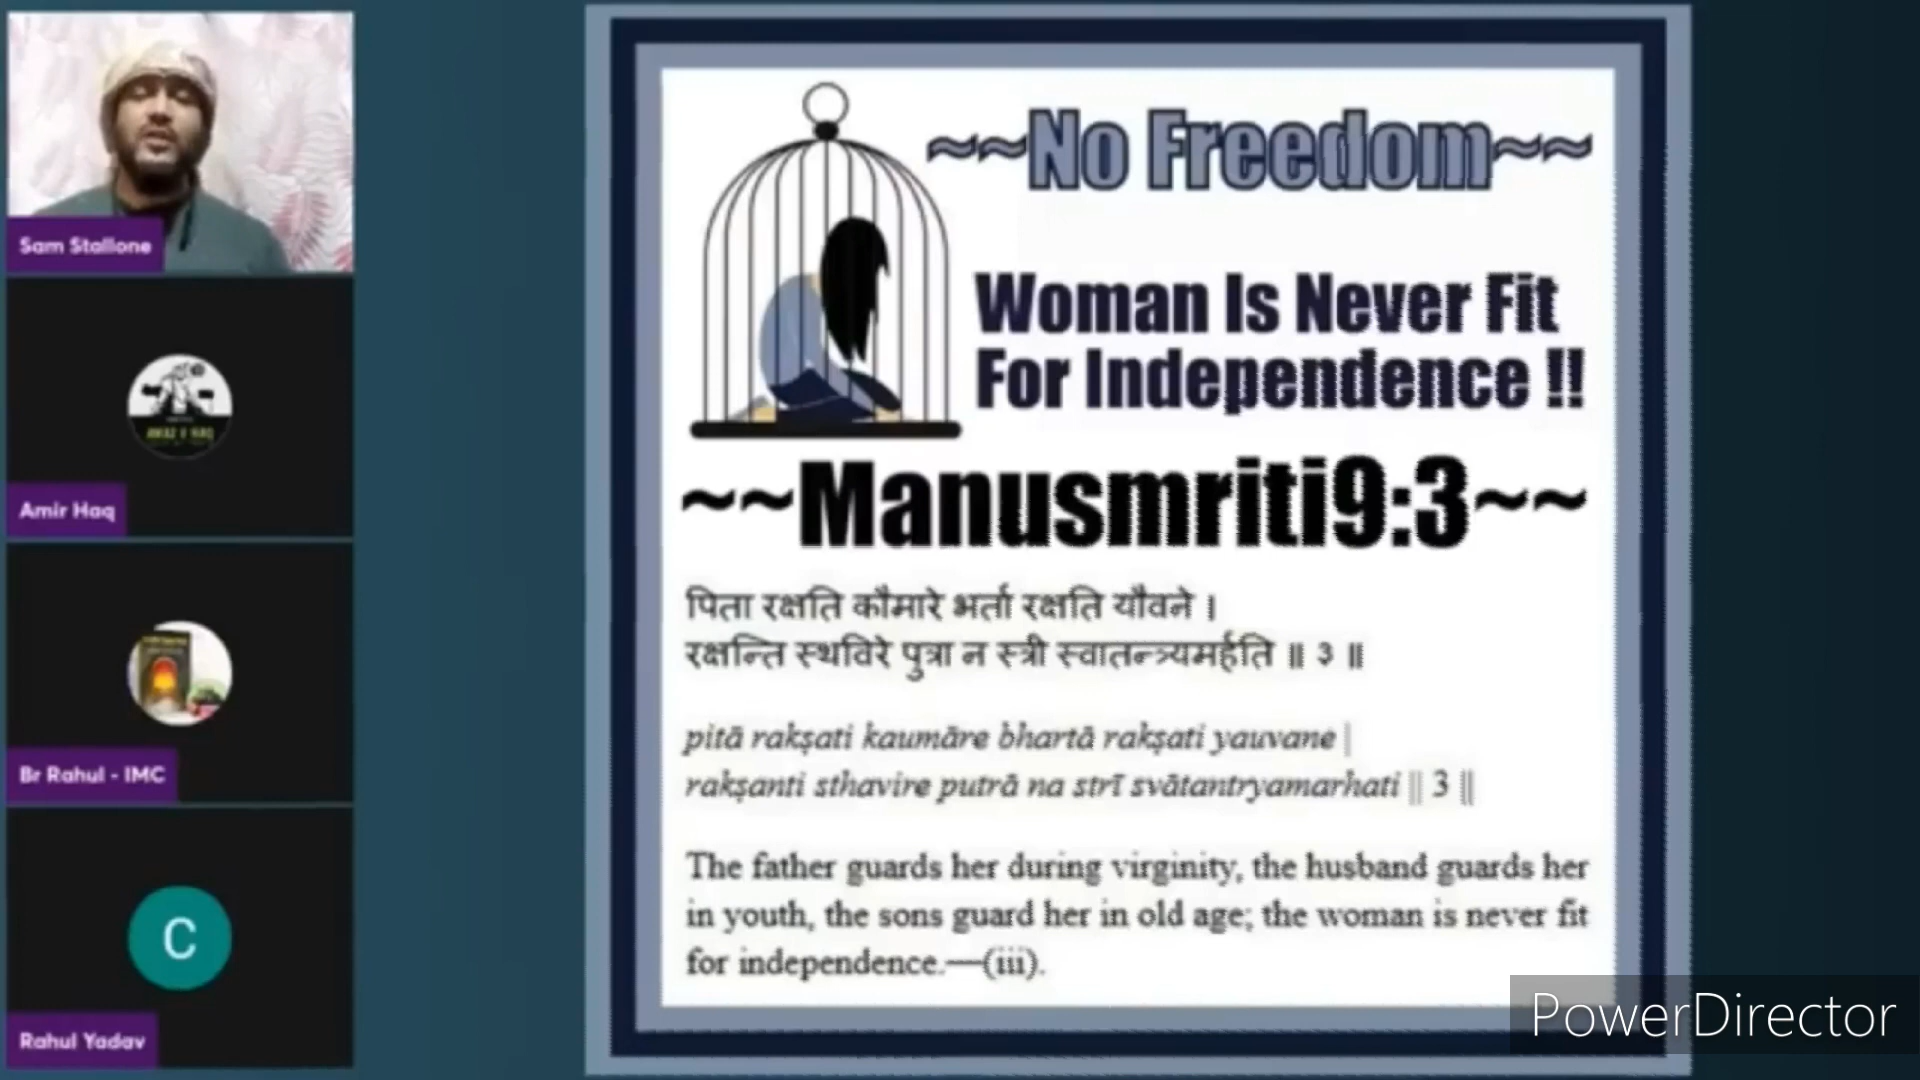 Sam Stallone
Amir Haq
Br Rahul - IMC
C
Rahul Yadav
~~No Freedom~~
Woman Is Never Fit
For Independence !!
~~Manusmriti9:3~~
पिता रक्षति कौमारे भर्ता रक्षति यौवने ।
रक्षन्ति स्थविरे पुत्रा न स्त्री स्वातन्त्र्यमर्हति ॥ ३ ॥
pitā rakṣati kaumāre bhartā rakṣati yauvane |
rakṣanti sthavire putrā na strī svātantryamarhati || 3 ||
The father guards her during virginity, the husband guards her
in youth, the sons guard her in old age; the woman is never fit
for independence.—(iii).
PowerDirector